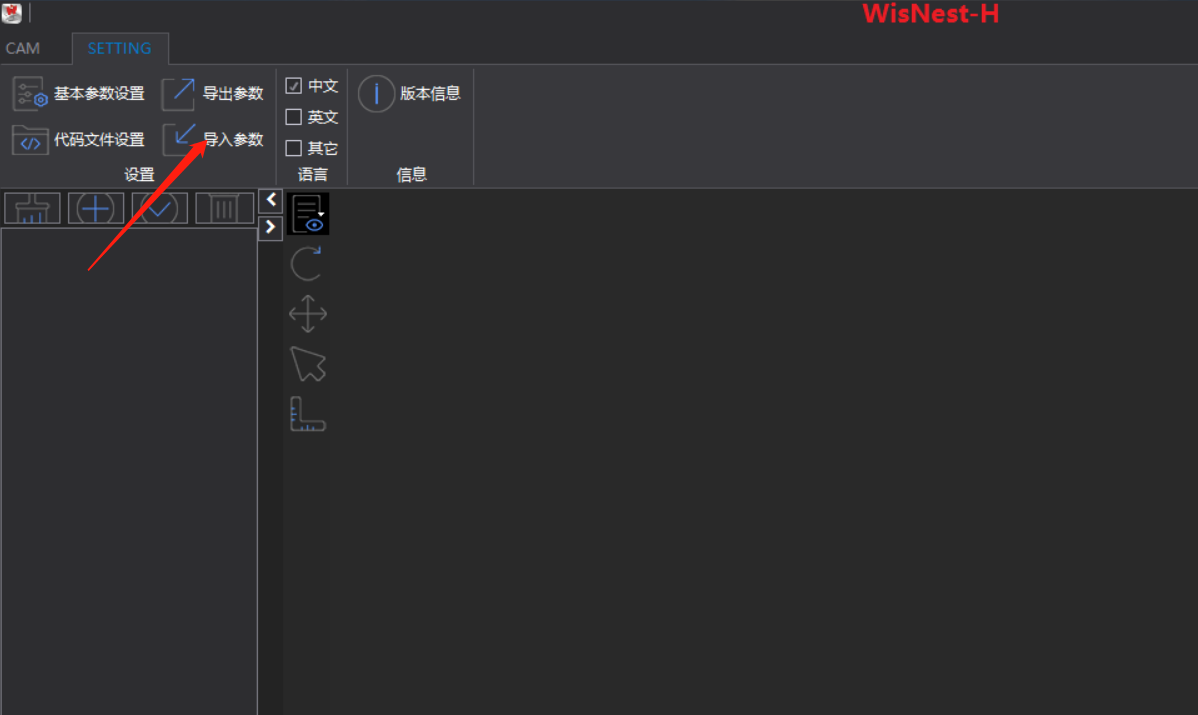 WisNest-H
CAM
SETTING
基本参数设置
导出参数
代码文件设置
导入参数
设置
中文
英文
其它
语言
版本信息
信息